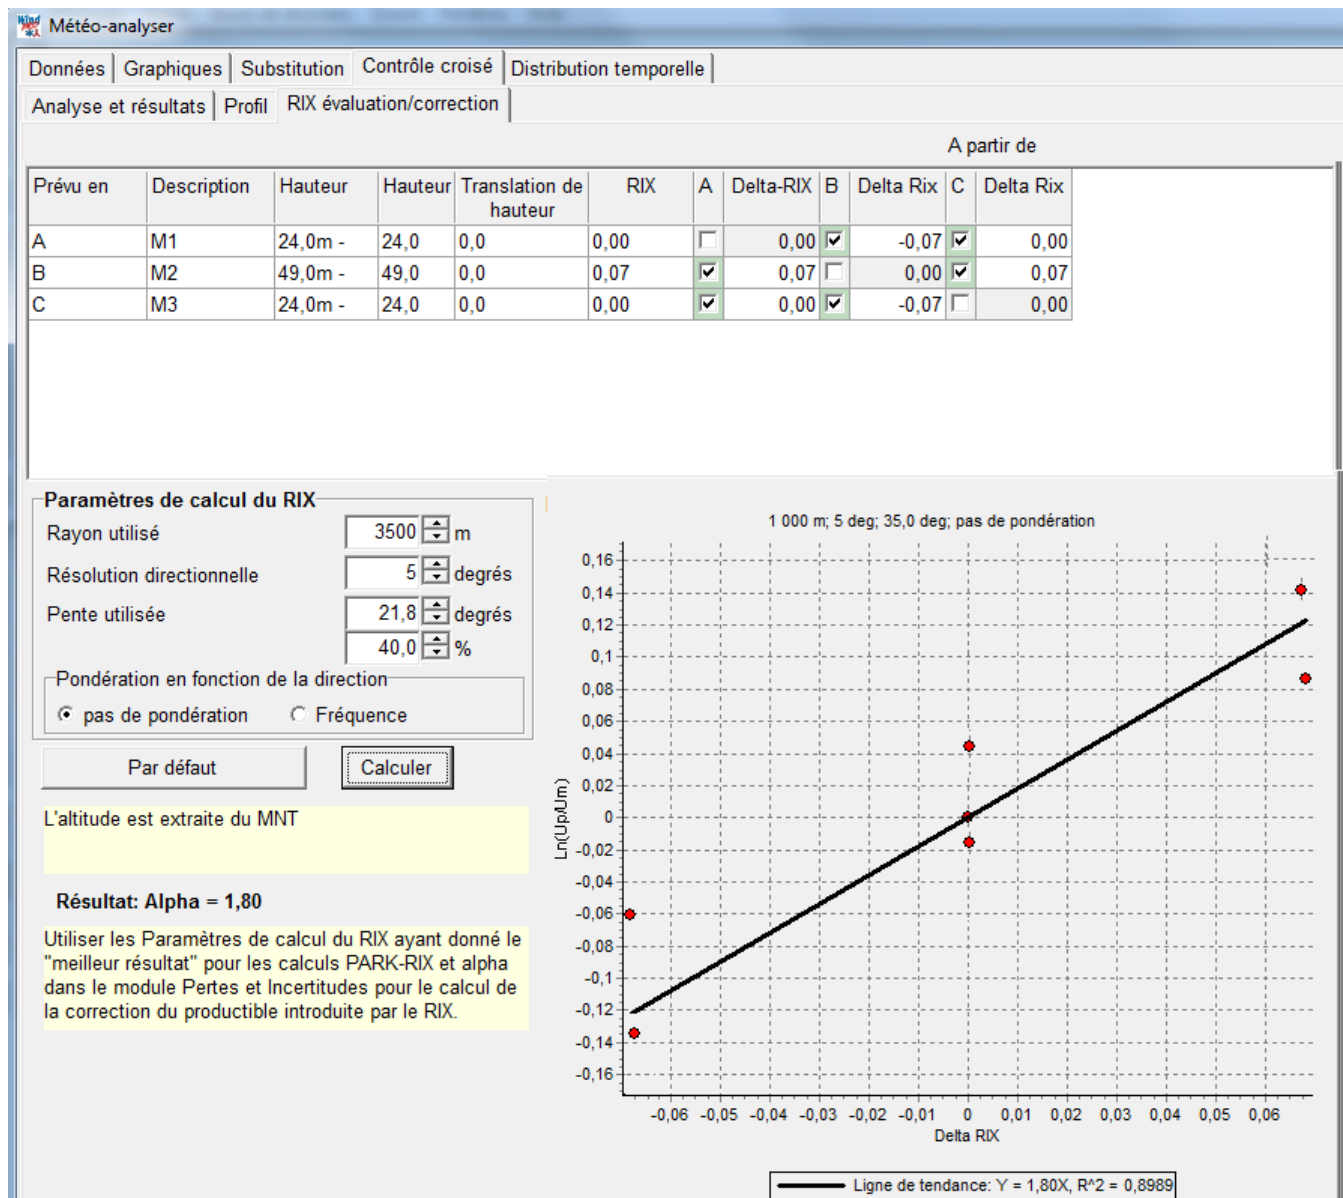 Météo-analyser
Données Graphiques Substitution Contrôle croisé Distribution temporelle
Analyse et résultats Profil RIX évaluation/correction
A partir de
Prévu en Description Hauteur Hauteur Translation de hauteur RIX A Delta-RIX B Delta Rix C Delta Rix
A M1 24,0m - 24,0 0,0 0,00 0,00 -0,07 0,00
B M2 49,0m - 49,0 0,0 0,07 0,07 0,00 0,07
C M3 24,0m - 24,0 0,0 0,00 0,00 -0,07 0,00
Paramètres de calcul du RIX
Rayon utilisé 3500 m
Résolution directionnelle 5 degrés
Pente utilisée 21,8 degrés
40,0 %
Pondération en fonction de la direction
pas de pondération Fréquence
Par défaut Calculer
L'altitude est extraite du MNT
Résultat: Alpha = 1,80
Utiliser les Paramètres de calcul du RIX ayant donné le
"meilleur résultat" pour les calculs PARK-RIX et alpha
dans le module Pertes et Incertitudes pour le calcul de
la correction du productible introduite par le RIX.
1 000 m; 5 deg; 35,0 deg; pas de pondération
0,16
0,14
0,12
0,1
0,08
0,06
0,04
0,02
0
-0,02
-0,04
-0,06
-0,08
-0,1
-0,12
-0,14
-0,16
Ln(Up/Um)
-0,06 -0,05 -0,04 -0,03 -0,02 -0,01 0 0,01 0,02 0,03 0,04 0,05 0,06
Delta RIX
Ligne de tendance: Y = 1,80X, R^2 = 0,8989